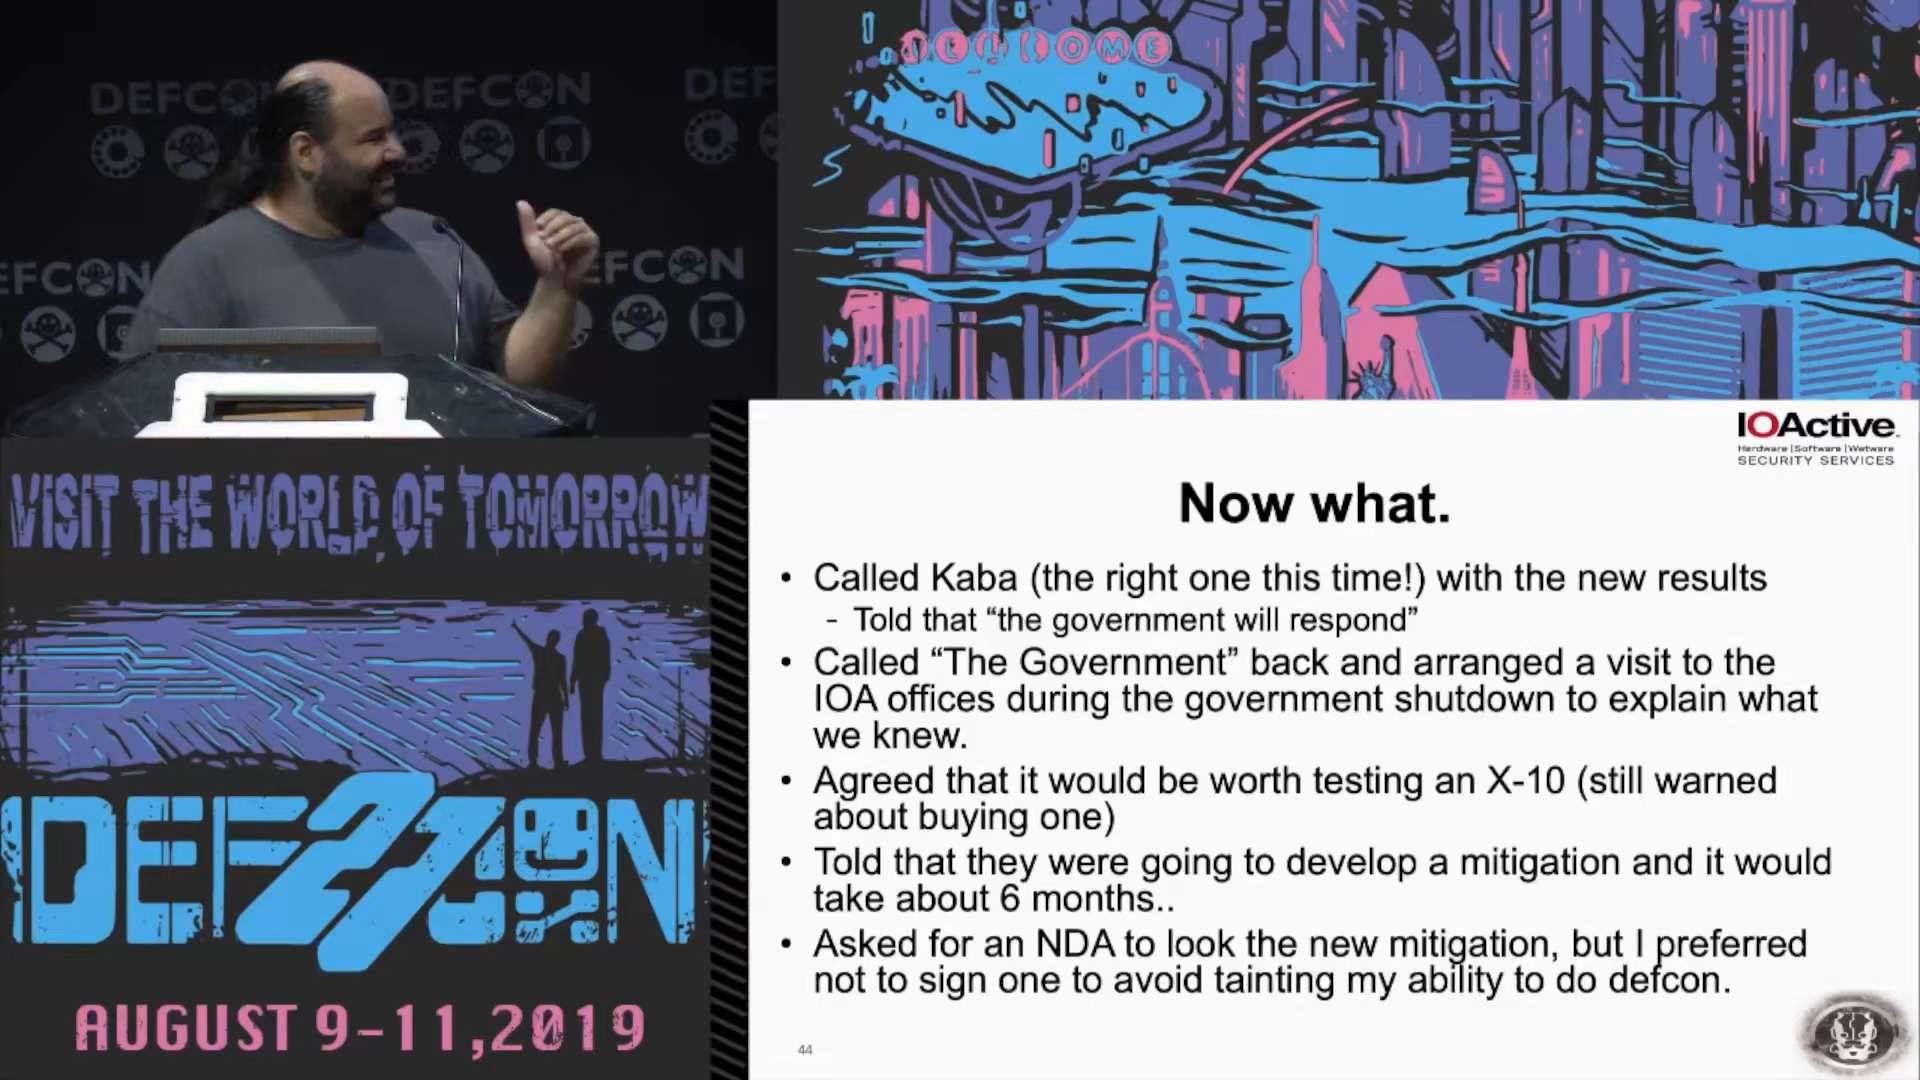 WELCOME
DEFCON DEFCON DEF
EFCON EFCON
VISIT THE WORLD OF TOMORROW
DEFCON
27
AUGUST 9-11,2019
IOActive
Hardware | Software | Wetware
SECURITY SERVICES
Now what.
• Called Kaba (the right one this time!) with the new results
- Told that “the government will respond”
• Called “The Government” back and arranged a visit to the
IOA offices during the government shutdown to explain what
we knew.
• Agreed that it would be worth testing an X-10 (still warned
about buying one)
• Told that they were going to develop a mitigation and it would
take about 6 months..
• Asked for an NDA to look the new mitigation, but I preferred
not to sign one to avoid tainting my ability to do defcon.
44